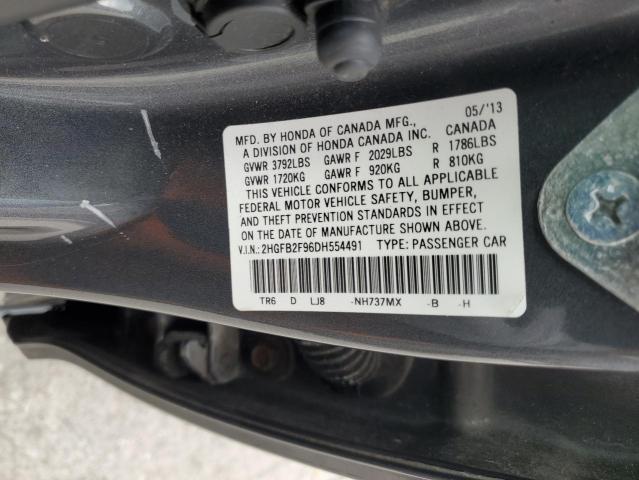 05/'13
MFD. BY HONDA OF CANADA MFG.,
A DIVISION OF HONDA CANADA INC. CANADA
GVWR 3792LBS GAWR F 2029LBS R 1786LBS
GVWR 1720KG GAWR F 920KG R 810KG
THIS VEHICLE CONFORMS TO ALL APPLICABLE
FEDERAL MOTOR VEHICLE SAFETY, BUMPER,
AND THEFT PREVENTION STANDARDS IN EFFECT
ON THE DATE OF MANUFACTURE SHOWN ABOVE.
V.I.N.: 2HGFB2F96DH554491 TYPE: PASSENGER CAR
TR6 D LJ8 -NH737MX -B -H